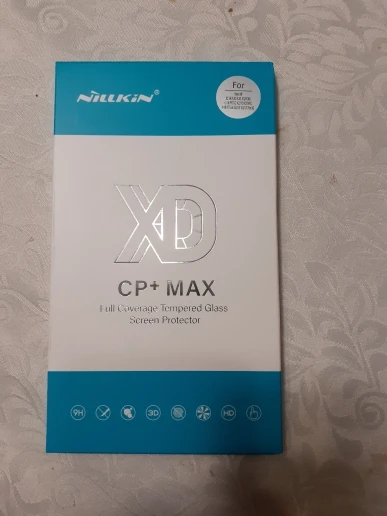 NILLKIN
For
XD
CP+ MAX
Full Coverage Tempered Glass
Screen Protector
9H
3D
HD